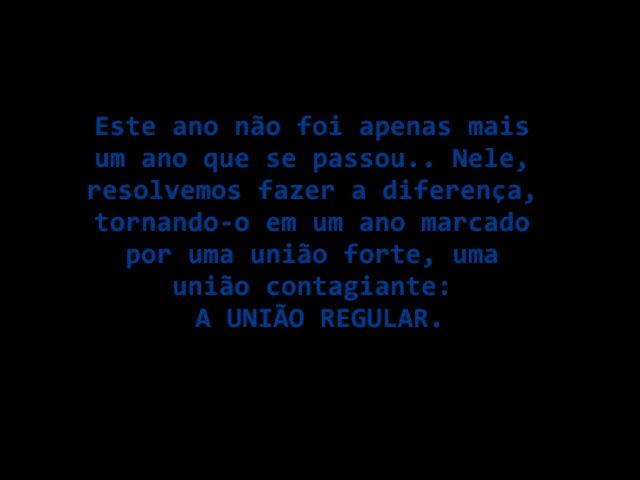 Este ano não foi apenas mais
um ano que se passou.. Nele,
resolvemos fazer a diferença,
tornando-o em um ano marcado
por uma união forte, uma
união contagiante:
A UNIÃO REGULAR.